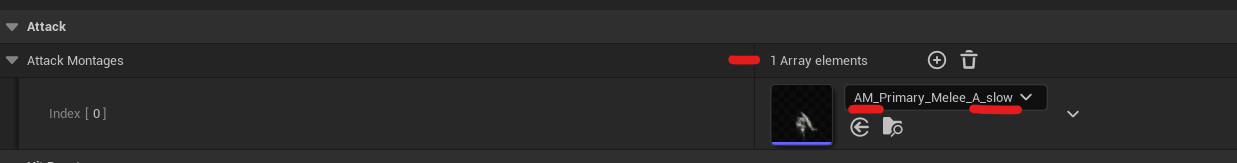 Attack
Attack Montages
1 Array elements
Index [ 0 ]
AM_Primary_Melee_A_slow